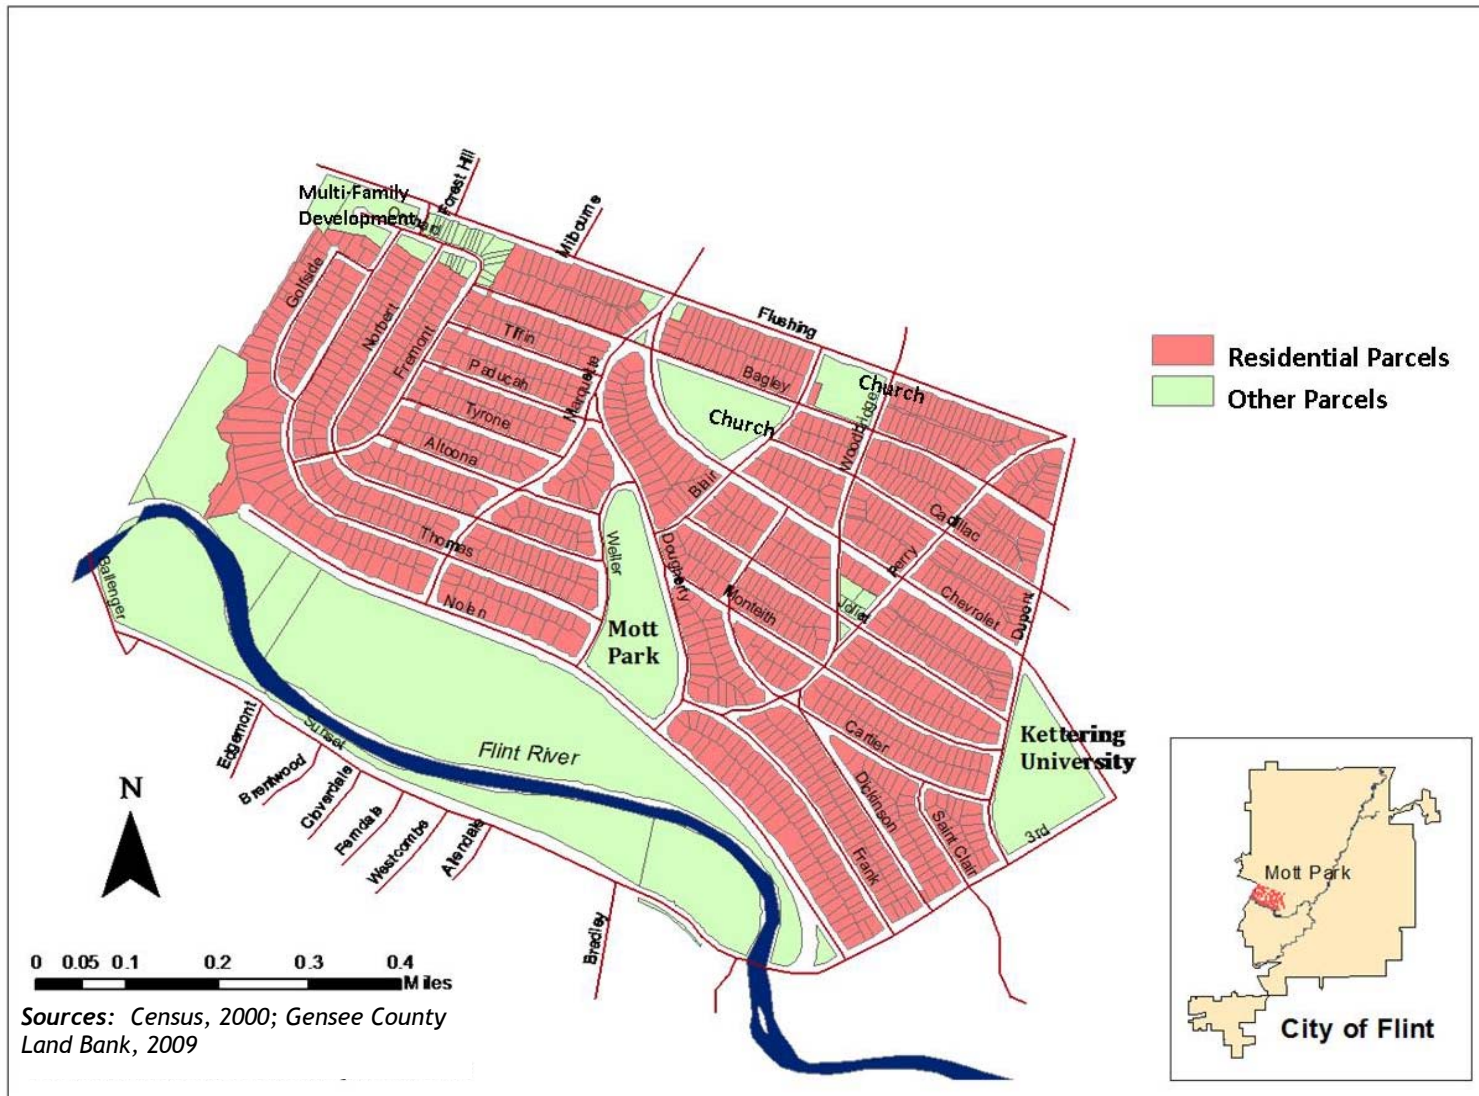 Forest Hill
Multi-Family
Development
Orchard
Milbourne
Golfside
Norbert
Fremont
Tiffin
Paducah
Tyrone
Altoona
Marquette
Flushing
Bagley
Church
Church
Woodbridge
Blair
Cadillac
Perry
Chevrolet
Dupont
Joliet
Monteith
Dougherty
Weller
Thomas
Nolen
Mott
Park
Ballenger
Sunset
Flint River
Edgemont
Brentwood
Cloverdale
Ferndale
Westcombe
Allendale
Bradley
Cartier
Dickinson
Saint Clair
Frank
3rd
Kettering
University
Residential Parcels
Other Parcels
N
0 0.05 0.1 0.2 0.3 0.4
Miles
Sources: Census, 2000; Gensee County
Land Bank, 2009
Mott Park
City of Flint